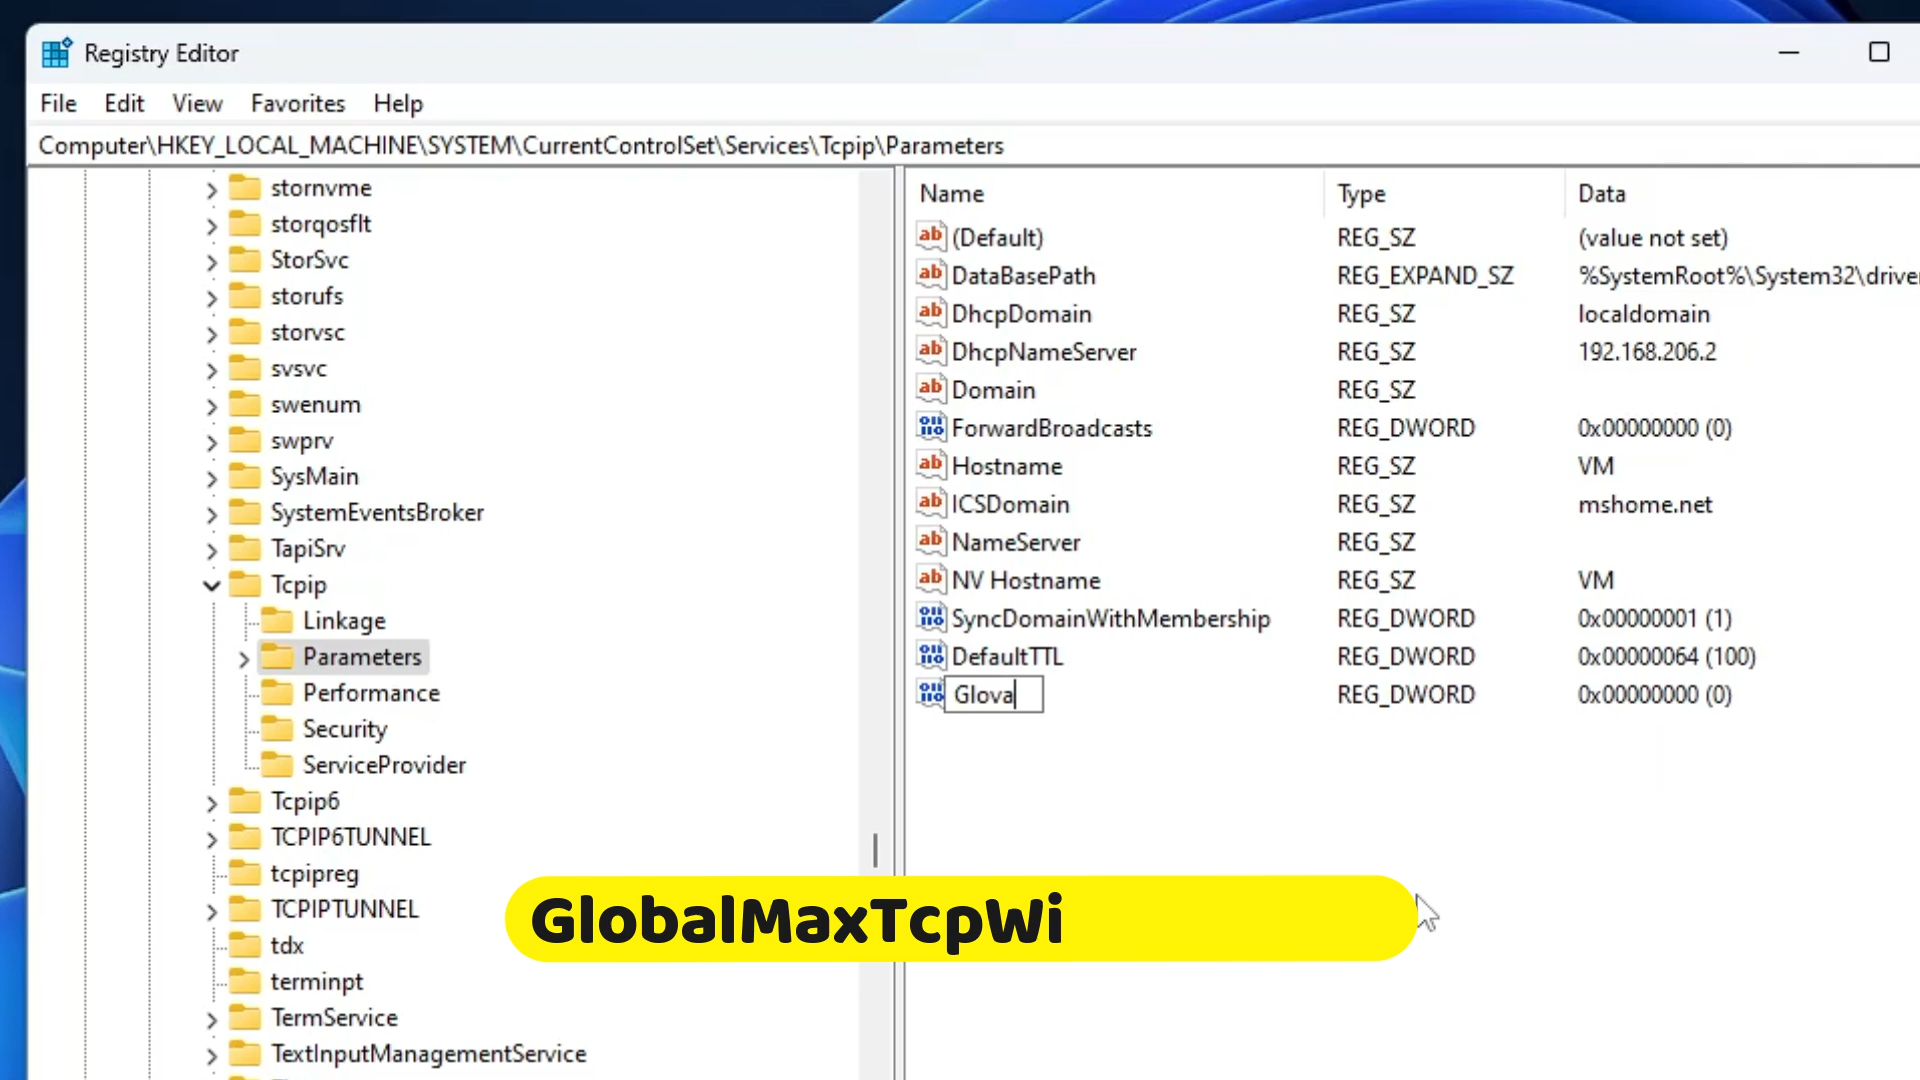 Registry Editor
File Edit View Favorites Help
Computer\HKEY_LOCAL_MACHINE\SYSTEM\CurrentControlSet\Services\Tcpip\Parameters
stornvme
storqosflt
StorSvc
storufs
storvsc
svsvc
swenum
swprv
SysMain
SystemEventsBroker
TapiSrv
Tcpip
Linkage
Parameters
Performance
Security
ServiceProvider
Tcpip6
TCPIP6TUNNEL
tcpipreg
TCPIPTUNNEL
tdx
terminpt
TermService
TextInputManagementService
Name Type Data
(Default) REG_SZ (value not set)
DataBasePath REG_EXPAND_SZ %SystemRoot%\System32\driver
DhcpDomain REG_SZ localdomain
DhcpNameServer REG_SZ 192.168.206.2
Domain REG_SZ
ForwardBroadcasts REG_DWORD 0x00000000 (0)
Hostname REG_SZ VM
ICSDomain REG_SZ mshome.net
NameServer REG_SZ
NV Hostname REG_SZ VM
SyncDomainWithMembership REG_DWORD 0x00000001 (1)
DefaultTTL REG_DWORD 0x00000064 (100)
Glova REG_DWORD 0x00000000 (0)
GlobalMaxTcpWi